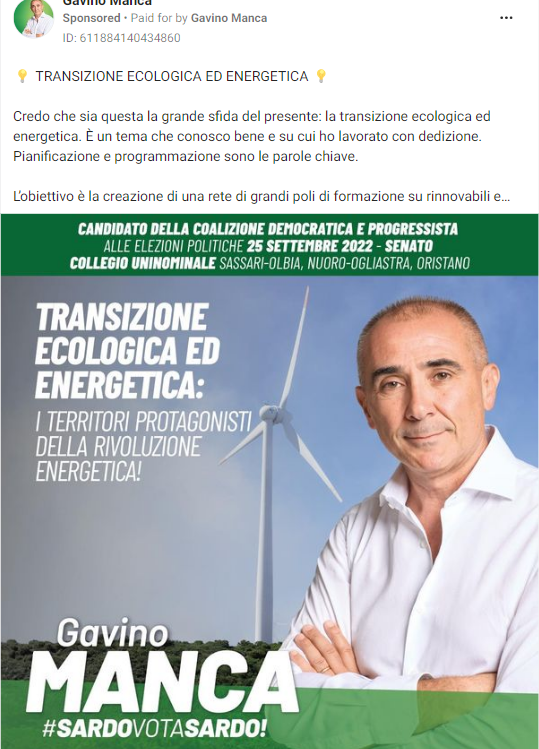 Gavino Manca
Sponsored • Paid for by Gavino Manca
ID: 611884140434860
💡 TRANSIZIONE ECOLOGICA ED ENERGETICA 💡
Credo che sia questa la grande sfida del presente: la transizione ecologica ed
energetica. È un tema che conosco bene e su cui ho lavorato con dedizione.
Pianificazione e programmazione sono le parole chiave.
L'obiettivo è la creazione di una rete di grandi poli di formazione su rinnovabili e...
CANDIDATO DELLA COALIZIONE DEMOCRATICA E PROGRESSISTA
ALLE ELEZIONI POLITICHE 25 SETTEMBRE 2022 - SENATO
COLLEGIO UNINOMINALE SASSARI-OLBIA, NUORO-OGLIASTRA, ORISTANO
TRANSIZIONE
ECOLOGICA ED
ENERGETICA:
I TERRITORI PROTAGONISTI
DELLA RIVOLUZIONE
ENERGETICA!
Gavino
MANCA
#SARDOVOTASARDO!